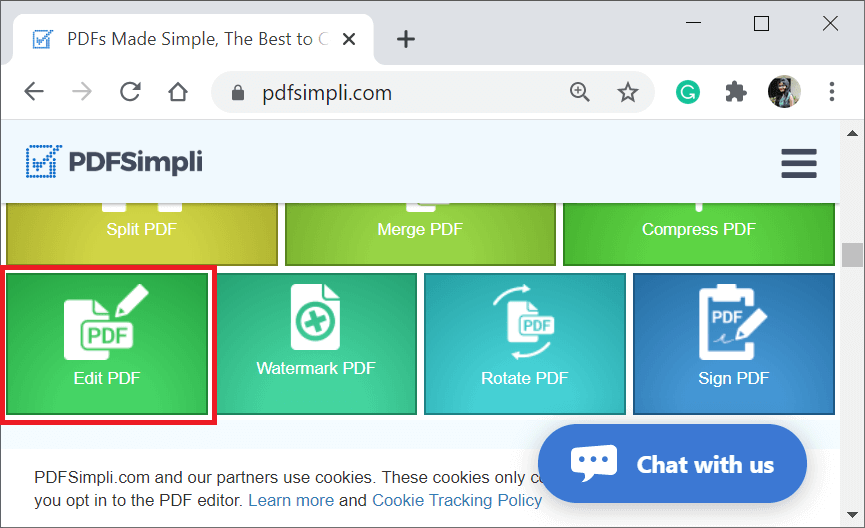 PDFs Made Simple, The Best to C
pdfsimpli.com
PDFSimpli
Split PDF
Merge PDF
Compress PDF
PDF
Edit PDF
Watermark PDF
PDF
Rotate PDF
PDF
Sign PDF
PDFSimpli.com and our partners use cookies. These cookies only co
you opt in to the PDF editor. Learn more and Cookie Tracking Policy
Chat with us